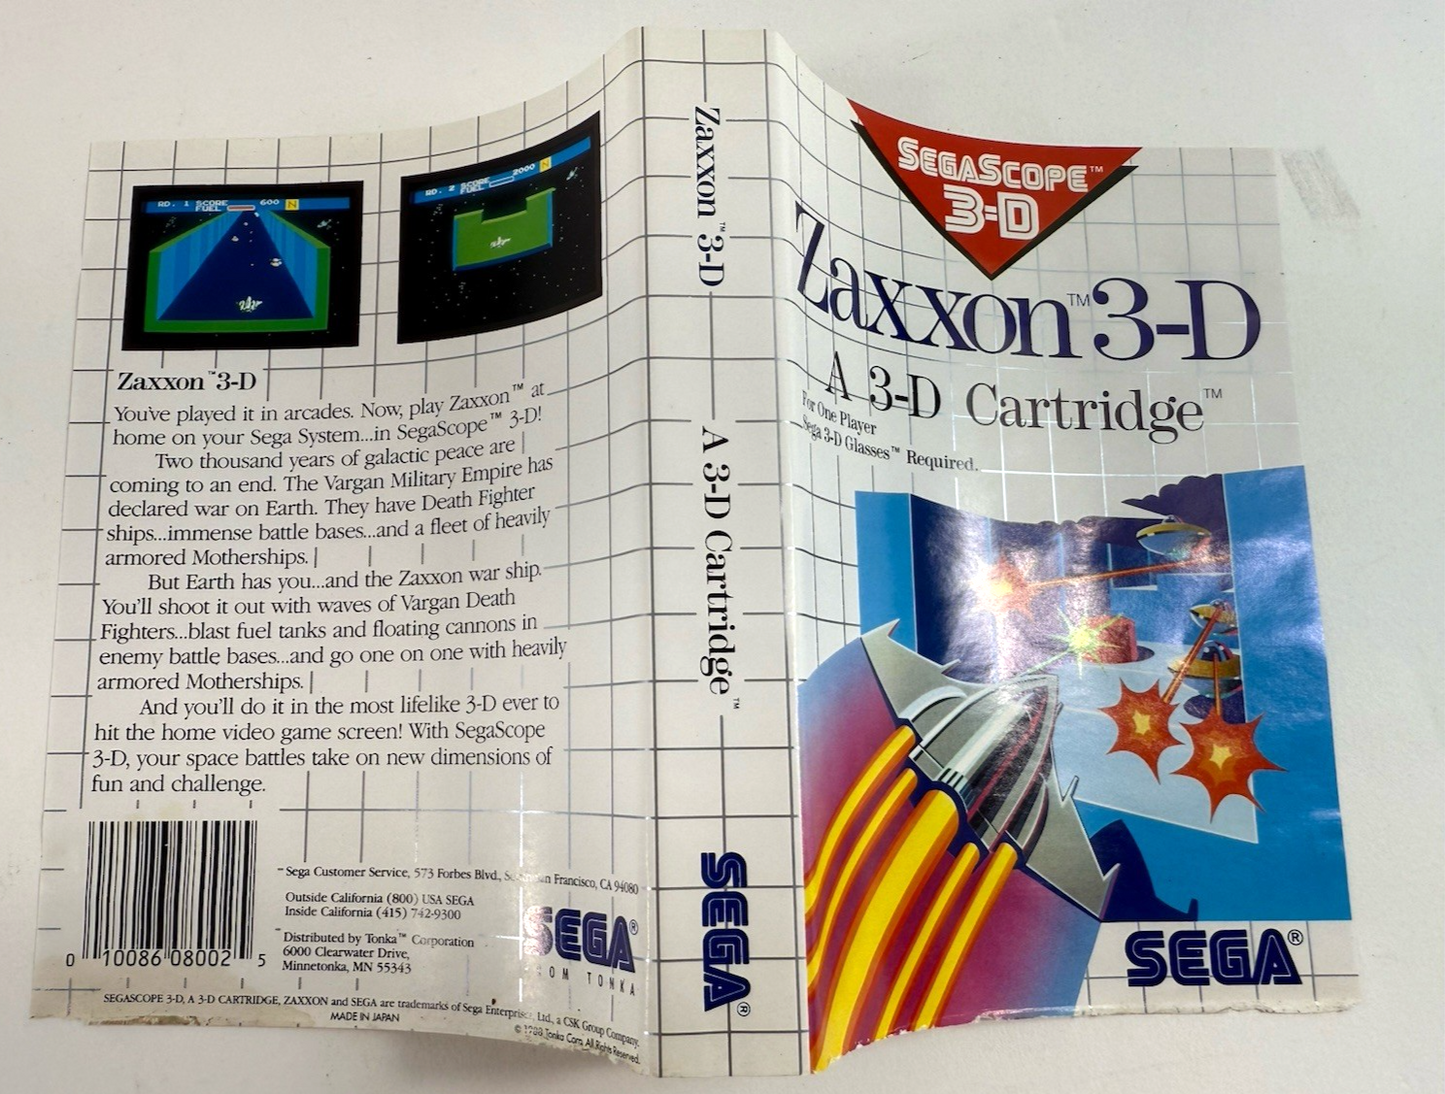 RD. 1 SCORE 600 N
FUEL
RD. 2 SCORE 2000 N
FUEL
Zaxxon™ 3-D
You've played it in arcades. Now, play Zaxxon™ at
home on your Sega System...in SegaScope™ 3-D!
Two thousand years of galactic peace are
coming to an end. The Vargan Military Empire has
declared war on Earth. They have Death Fighter
ships...immense battle bases...and a fleet of heavily
armored Motherships.
But Earth has you...and the Zaxxon war ship.
You'll shoot it out with waves of Vargan Death
Fighters...blast fuel tanks and floating cannons in
enemy battle bases...and go one on one with heavily
armored Motherships.
And you'll do it in the most lifelike 3-D ever to
hit the home video game screen! With SegaScope
3-D, your space battles take on new dimensions of
fun and challenge.
0 10086 08002 5
Sega Customer Service, 573 Forbes Blvd., San Francisco, CA 94080
Outside California (800) USA SEGA
Inside California (415) 742-9300
Distributed by Tonka™ Corporation
6000 Clearwater Drive,
Minnetonka, MN 55343
SEGA®
FROM TONKA
SEGASCOPE 3-D, A 3-D CARTRIDGE, ZAXXON and SEGA are trademarks of Sega Enterprises, Ltd., a CSK Group Company.
MADE IN JAPAN
© 1988 Tonka Corp. All Rights Reserved.
Zaxxon™ 3-D
A 3-D Cartridge™
SEGA®
SEGASCOPE™
3-D
Zaxxon™ 3-D
A 3-D Cartridge™
For One Player
Sega 3-D Glasses™ Required.
SEGA®